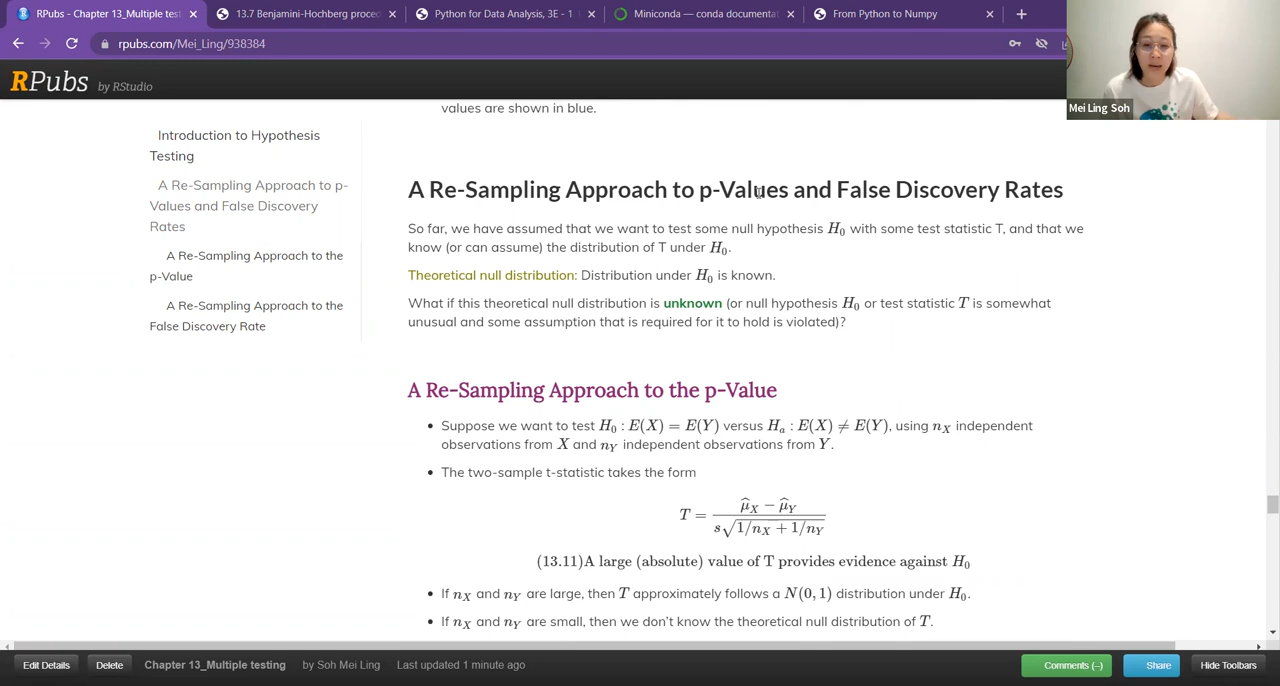 RPubs - Chapter 13_Multiple test
13.7 Benjamini-Hochberg proced
Python for Data Analysis, 3E - 1
Miniconda — conda documentat
From Python to Numpy
rpubs.com/Mei_Ling/938384
RPubs by RStudio
Mei Ling Soh
values are shown in blue.
Introduction to Hypothesis
Testing
A Re-Sampling Approach to p-
Values and False Discovery
Rates
A Re-Sampling Approach to the
p-Value
A Re-Sampling Approach to the
False Discovery Rate
A Re-Sampling Approach to p-Values and False Discovery Rates
So far, we have assumed that we want to test some null hypothesis H₀ with some test statistic T, and that we
know (or can assume) the distribution of T under H₀.
Theoretical null distribution: Distribution under H₀ is known.
What if this theoretical null distribution is unknown (or null hypothesis H₀ or test statistic T is somewhat
unusual and some assumption that is required for it to hold is violated)?
A Re-Sampling Approach to the p-Value
• Suppose we want to test H₀ : E(X) = E(Y) versus Hₐ : E(X) ≠ E(Y), using n_X independent
observations from X and n_Y independent observations from Y.
• The two-sample t-statistic takes the form
T = (μ̂_X − μ̂_Y) / (s√(1/n_X + 1/n_Y))
(13.11)A large (absolute) value of T provides evidence against H₀
• If n_X and n_Y are large, then T approximately follows a N(0, 1) distribution under H₀.
• If n_X and n_Y are small, then we don't know the theoretical null distribution of T.
Edit Details
Delete
Chapter 13_Multiple testing
by Soh Mei Ling
Last updated 1 minute ago
Comments (–)
Share
Hide Toolbars